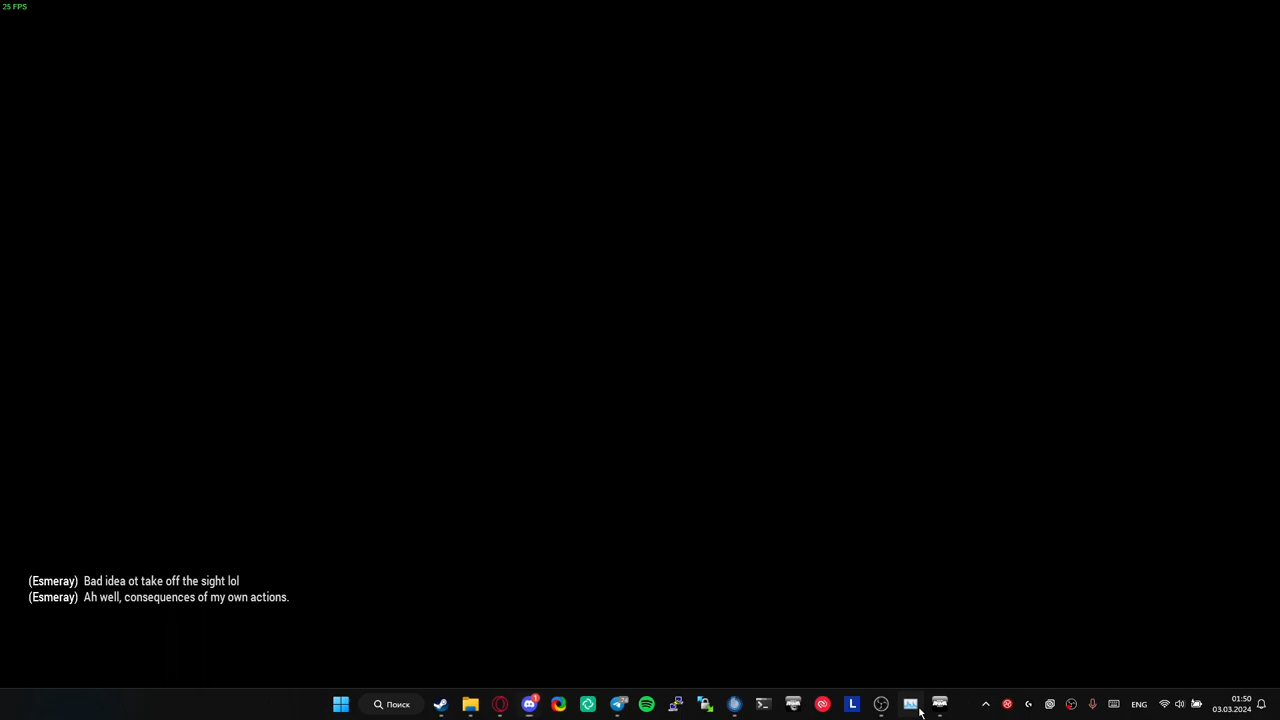 25 FPS
(Esmeray) Bad idea ot take off the sight lol
(Esmeray) Ah well, consequences of my own actions.
Поиск
1
L
ENG
01:50
03.03.2024